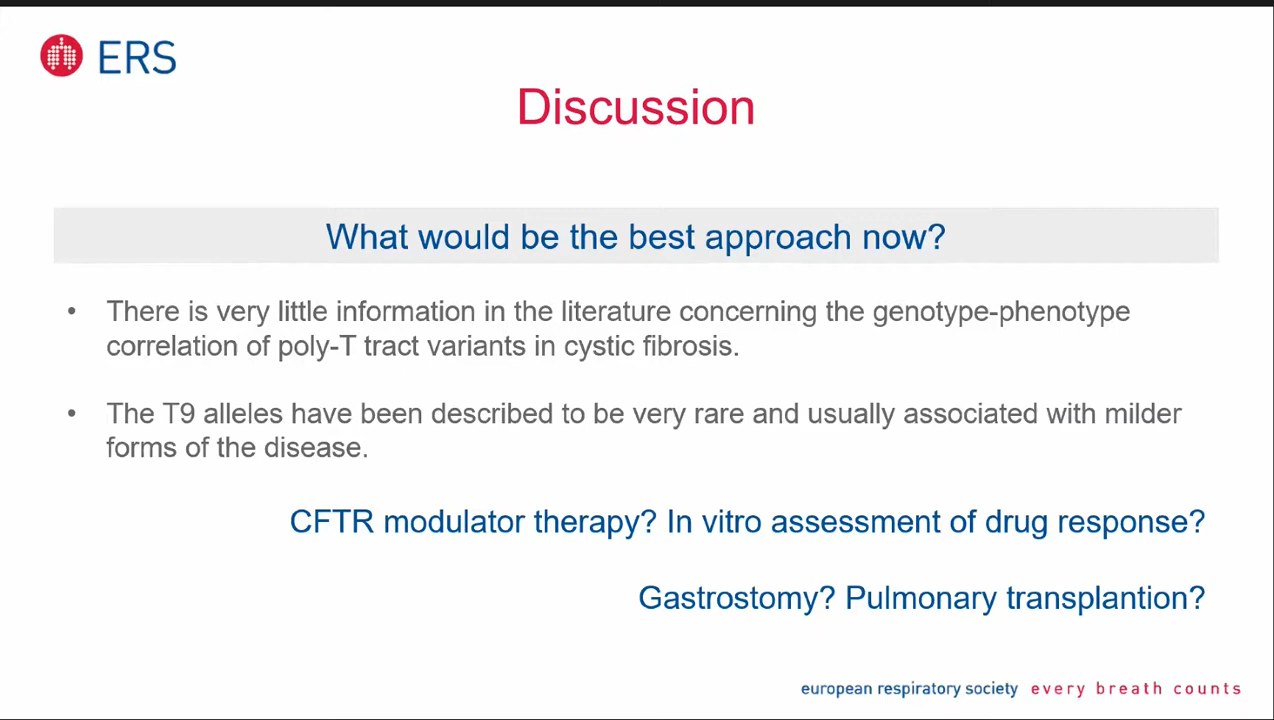 ERS
Discussion
What would be the best approach now?
• There is very little information in the literature concerning the genotype-phenotype
correlation of poly-T tract variants in cystic fibrosis.
• The T9 alleles have been described to be very rare and usually associated with milder
forms of the disease.
CFTR modulator therapy? In vitro assessment of drug response?
Gastrostomy? Pulmonary transplantion?
european respiratory society every breath counts